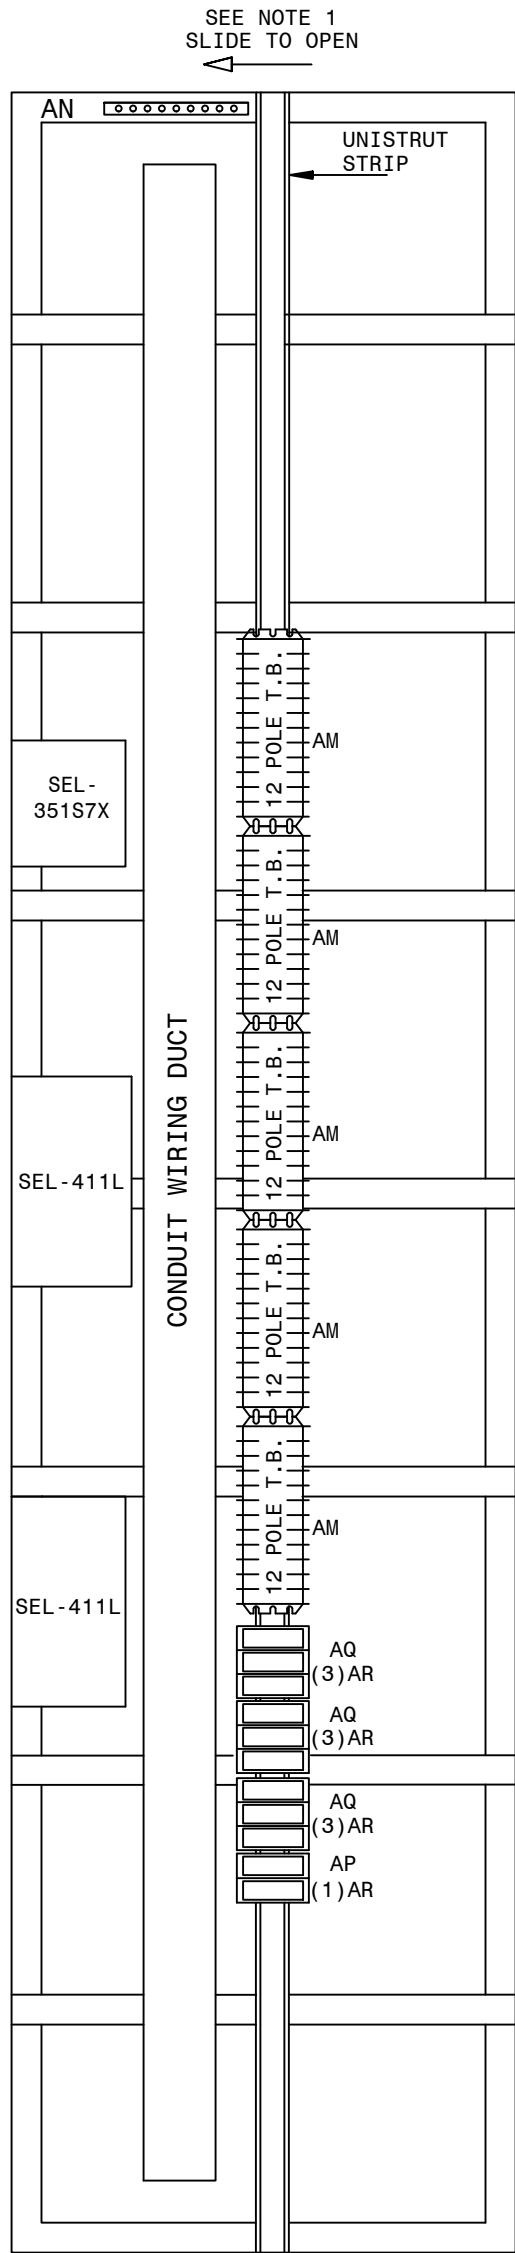 SEE NOTE 1
SLIDE TO OPEN
AN
UNISTRUT
STRIP
12 POLE T.B.
AM
SEL-
351S7X
12 POLE T.B.
AM
CONDUIT WIRING DUCT
12 POLE T.B.
AM
SEL-411L
12 POLE T.B.
AM
12 POLE T.B.
AM
SEL-411L
AQ
(3)AR
AQ
(3)AR
AQ
(3)AR
AP
(1)AR